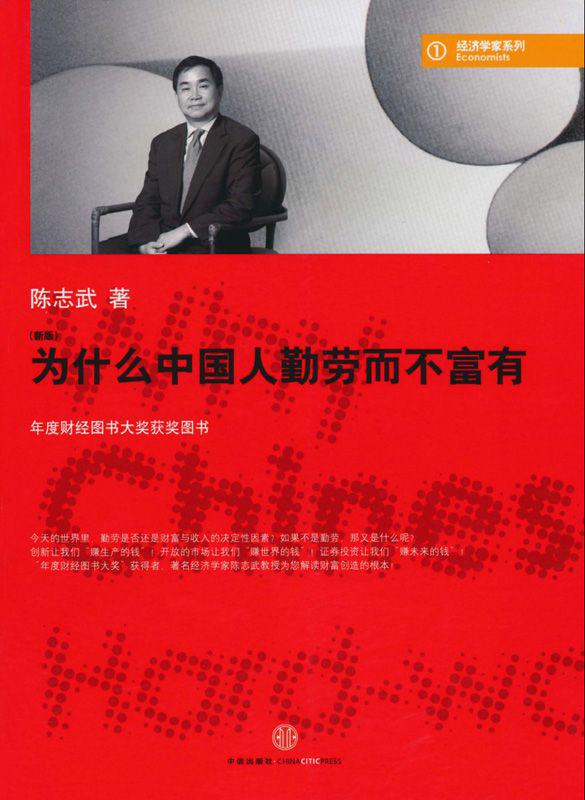 1 经济学家系列
Economists
陈志武 著
(新版)
为什么中国人勤劳而不富有
年度财经图书大奖获奖图书
Why
Chines
今天的世界里，勤劳是否还是财富与收入的决定性因素？如果不是勤劳，那又是什么呢？
创新让我们“赚生产的钱”！开放的市场让我们“赚世界的钱”！证券投资让我们“赚未来的钱”！
“年度财经图书大奖”获得者，著名经济学家陈志武教授为您解读财富创造的根本！
Hard-wo
中信出版社·CHINACITICPRESS